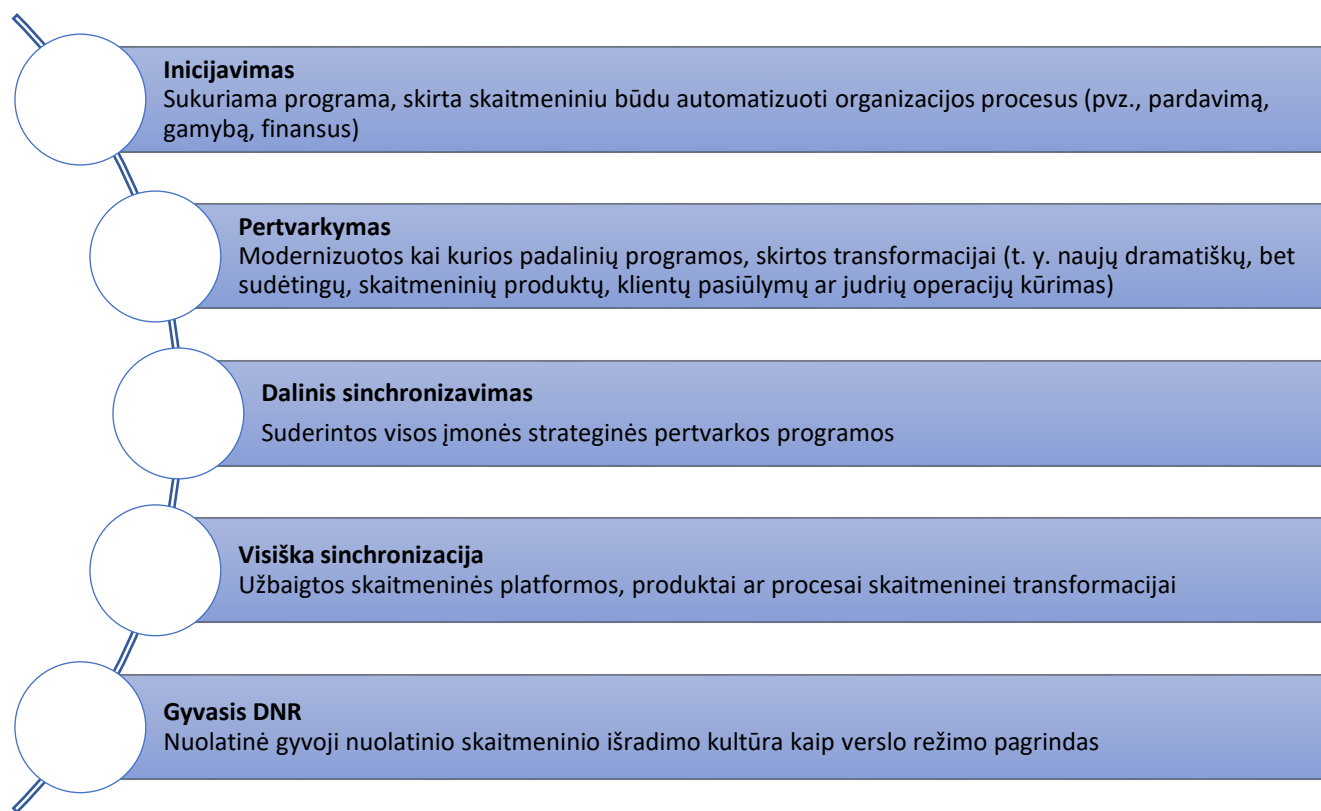 Inicijavimas
Sukuriama programa, skirta skaitmeniniu būdu automatizuoti organizacijos procesus (pvz., pardavimą,
gamybą, finansus)
Pertvarkymas
Modernizuotos kai kurios padalinių programos, skirtos transformacijai (t. y. naujų dramatiškų, bet
sudėtingų, skaitmeninių produktų, klientų pasiūlymų ar judrių operacijų kūrimas)
Dalinis sinchronizavimas
Suderintos visos įmonės strateginės pertvarkos programos
Visiška sinchronizacija
Užbaigtos skaitmeninės platformos, produktai ar procesai skaitmeninei transformacijai
Gyvasis DNR
Nuolatinė gyvoji nuolatinio skaitmeninio išradimo kultūra kaip verslo režimo pagrindas